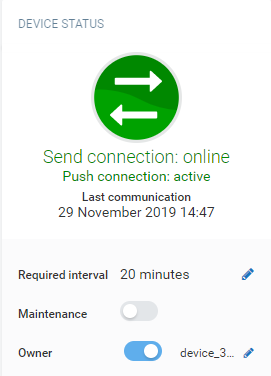 DEVICE STATUS
Send connection: online
Push connection: active
Last communication
29 November 2019 14:47
Required interval 20 minutes
Maintenance
Owner device_3...